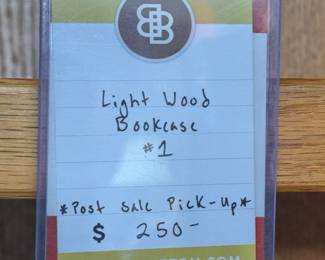 Light Wood
Bookcase
#1
*Post Sale Pick-Up*
$ 250-